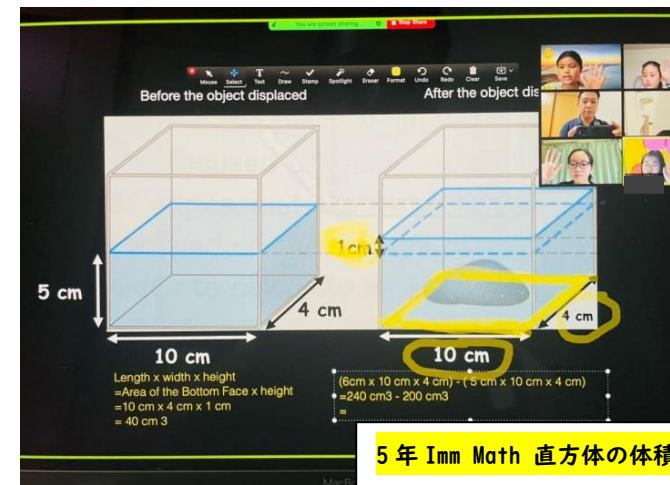 You are screen sharing Stop Share
Mouse Select Text Draw Stamp Spotlight Eraser Format Undo Redo Clear Save
Before the object displaced
After the object dis
1cm
5 cm
4 cm
4 cm
10 cm
10 cm
Length x width x height
=Area of the Bottom Face x height
=10 cm x 4 cm x 1 cm
= 40 cm 3
(6cm x 10 cm x 4 cm) - ( 5 cm x 10 cm x 4 cm)
=240 cm3 - 200 cm3
=
5年 Imm Math 直方体の体積